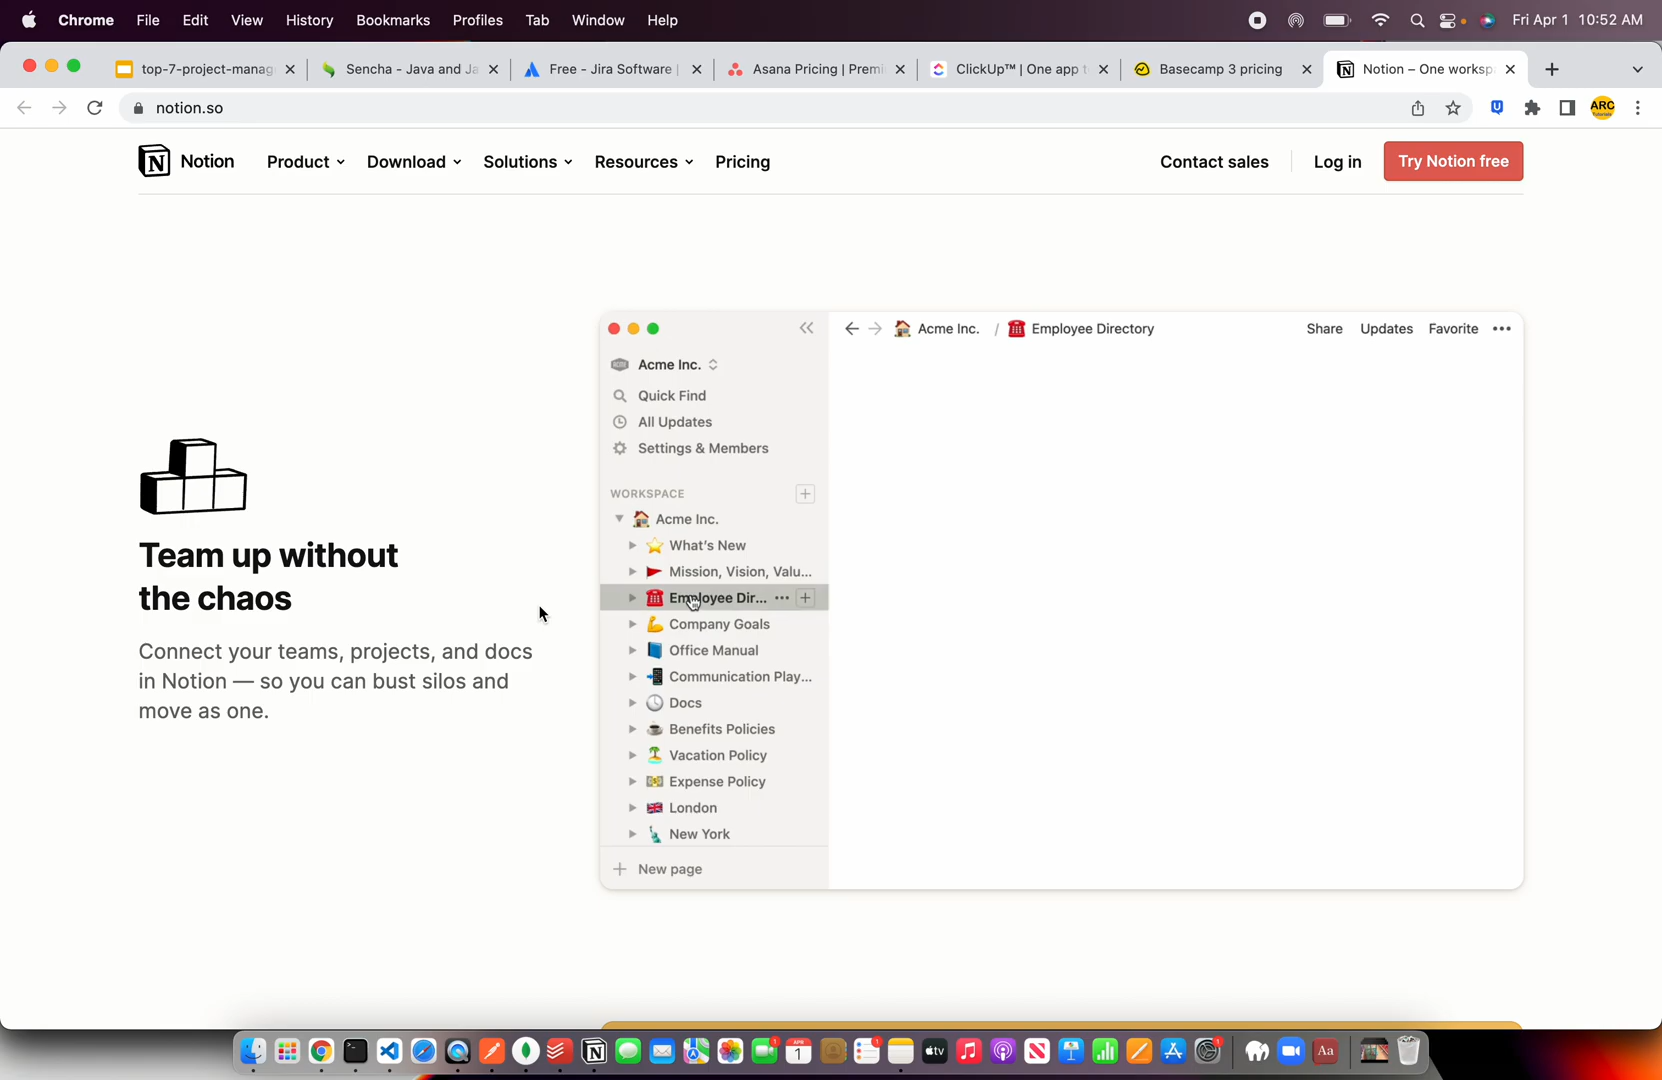 Chrome File Edit View History Bookmarks Profiles Tab Window Help Fri Apr 1 10:52 AM
top-7-project-manag Sencha - Java and Ja Free - Jira Software | Asana Pricing | Premi ClickUp™ | One app t Basecamp 3 pricing Notion – One worksp
notion.so ARC
Notion Product Download Solutions Resources Pricing Contact sales Log in Try Notion free
Acme Inc. / Employee Directory Share Updates Favorite
Acme Inc.
Quick Find
All Updates
Settings & Members
WORKSPACE
Acme Inc.
What's New
Mission, Vision, Valu...
Employee Dir...
Company Goals
Office Manual
Communication Play...
Docs
Benefits Policies
Vacation Policy
Expense Policy
London
New York
New page
Team up without
the chaos
Connect your teams, projects, and docs
in Notion — so you can bust silos and
move as one.